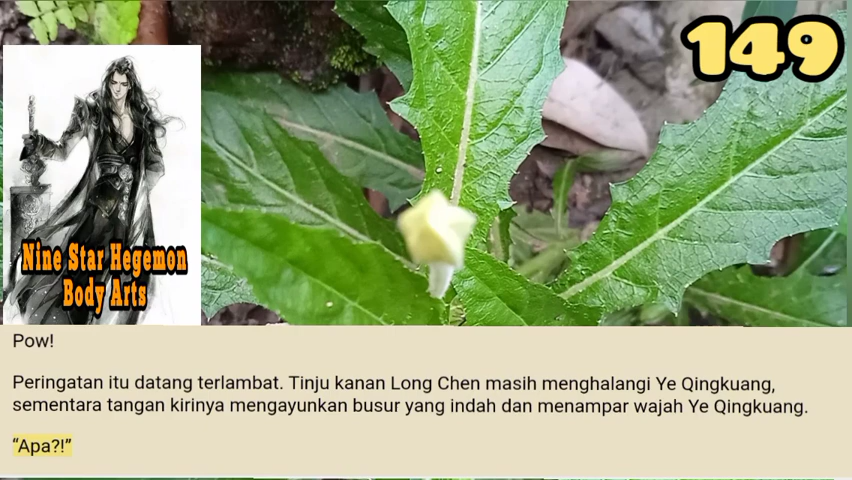 149
Nine Star Hegemon
Body Arts
Pow!
Peringatan itu datang terlambat. Tinju kanan Long Chen masih menghalangi Ye Qingkuang,
sementara tangan kirinya mengayunkan busur yang indah dan menampar wajah Ye Qingkuang.
“Apa?!”